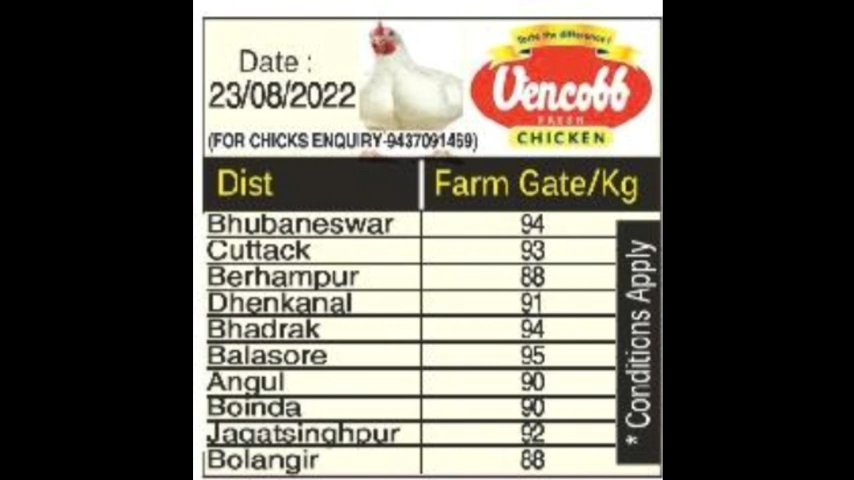 Date :
23/08/2022
Taste the difference !
Vencobb
FRESH
CHICKEN
(FOR CHICKS ENQUIRY-9437091469)
Dist Farm Gate/Kg
Bhubaneswar 94
Cuttack 93
Berhampur 88
Dhenkanal 91
Bhadrak 94
Balasore 95
Angul 90
Boinda 90
Jagatsinghpur 92
Bolangir 88
* Conditions Apply